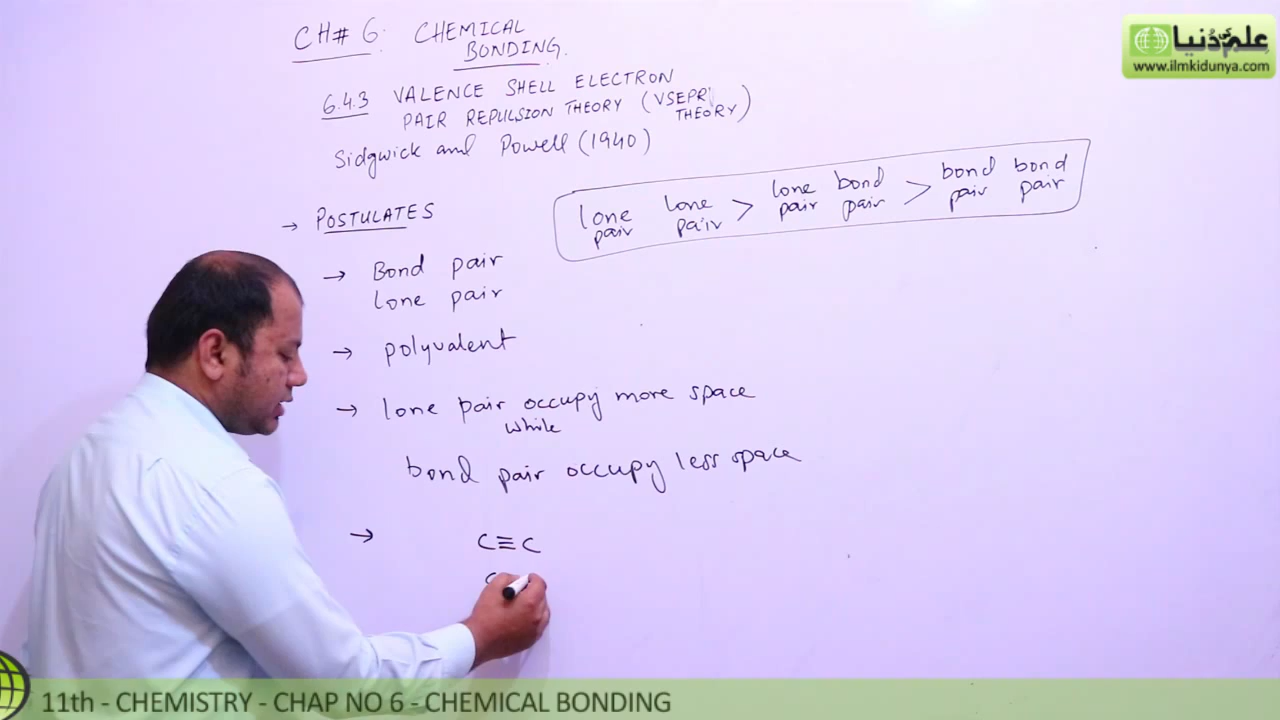 CH# 6: CHEMICAL
BONDING.
6.4.3 VALENCE SHELL ELECTRON
PAIR REPULSION THEORY (VSEPR
THEORY)
Sidgwick and Powell (1940)
lone pair lone pair > lone pair bond pair > bond pair bond pair
→ POSTULATES
→ Bond pair
lone pair
→ polyvalent
→ lone pair occupy more space
while
bond pair occupy less space
→ C≡C
C
علم کی دُنیا
www.ilmkidunya.com
11th - CHEMISTRY - CHAP NO 6 - CHEMICAL BONDING